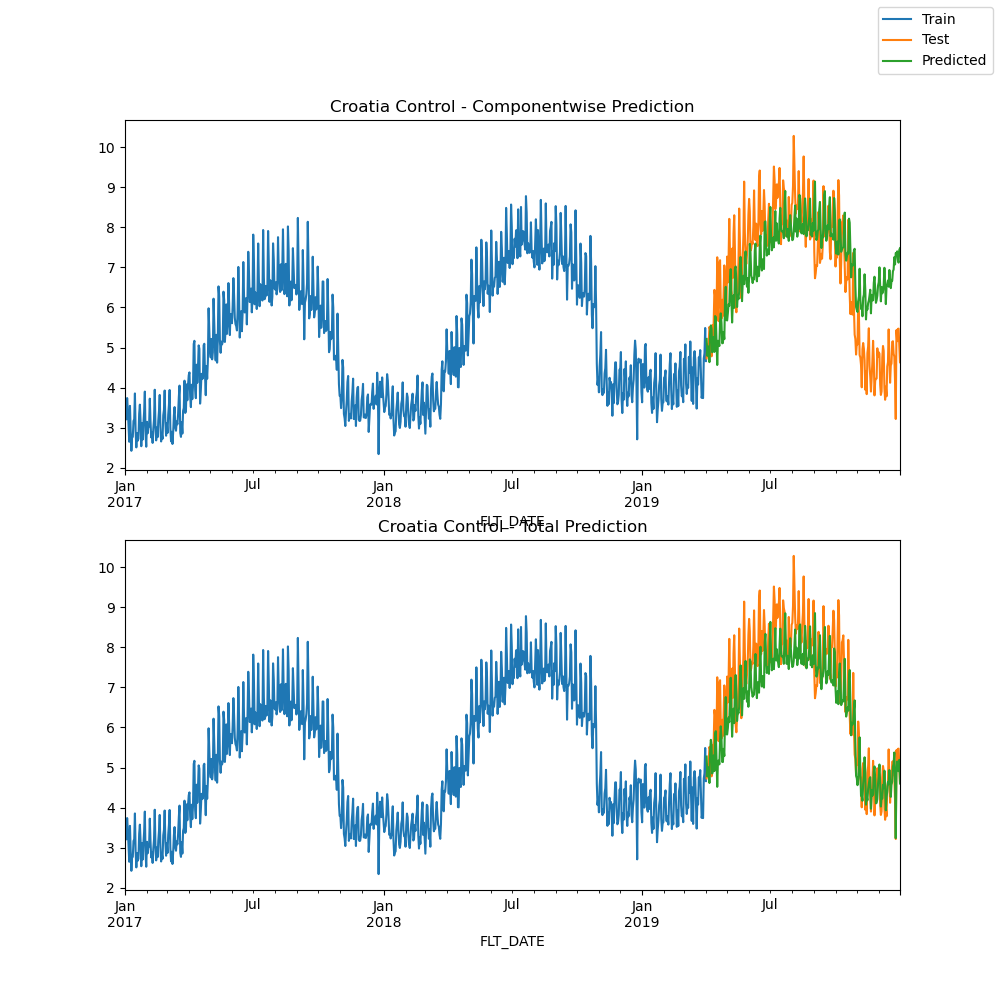 Train
Test
Predicted
Croatia Control - Componentwise Prediction
10
9
8
7
6
5
4
3
2
Jan Jul Jan Jul Jan Jul
2017 2018 2019
FLT_DATE
Croatia Control - Total Prediction
10
9
8
7
6
5
4
3
2
Jan Jul Jan Jul Jan Jul
2017 2018 2019
FLT_DATE